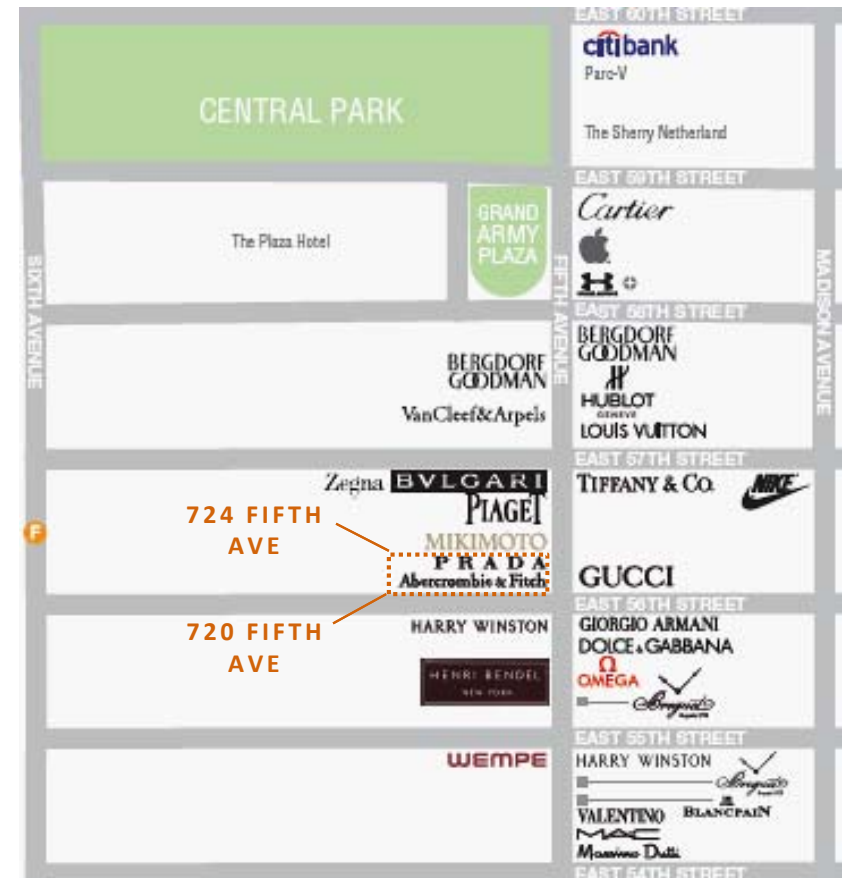 EAST 60TH STREET
citibank
Parc-V
CENTRAL PARK
The Sherry Netherland
EAST 59TH STREET
GRAND
ARMY
PLAZA
The Plaza Hotel
Cartier
SIXTH AVENUE
FIFTH AVENUE
MADISON AVENUE
EAST 58TH STREET
BERGDORF
GOODMAN
VanCleef&Arpels
BERGDORF
GOODMAN
H
HUBLOT
GENEVE
LOUIS VUITTON
EAST 57TH STREET
Zegna BVLGARI
PIAGET
MIKIMOTO
PRADA
Abercrombie & Fitch
724 FIFTH
AVE
F
TIFFANY & CO.
NIKE
GUCCI
EAST 56TH STREET
720 FIFTH
AVE
HARRY WINSTON
HENRI BENDEL
NEW YORK
GIORGIO ARMANI
DOLCE & GABBANA
Ω
OMEGA
Breguet
EAST 55TH STREET
WEMPE
HARRY WINSTON
Breguet
BLANCPAIN
VALENTINO
MAC
Massimo Dutti
EAST 54TH STREET